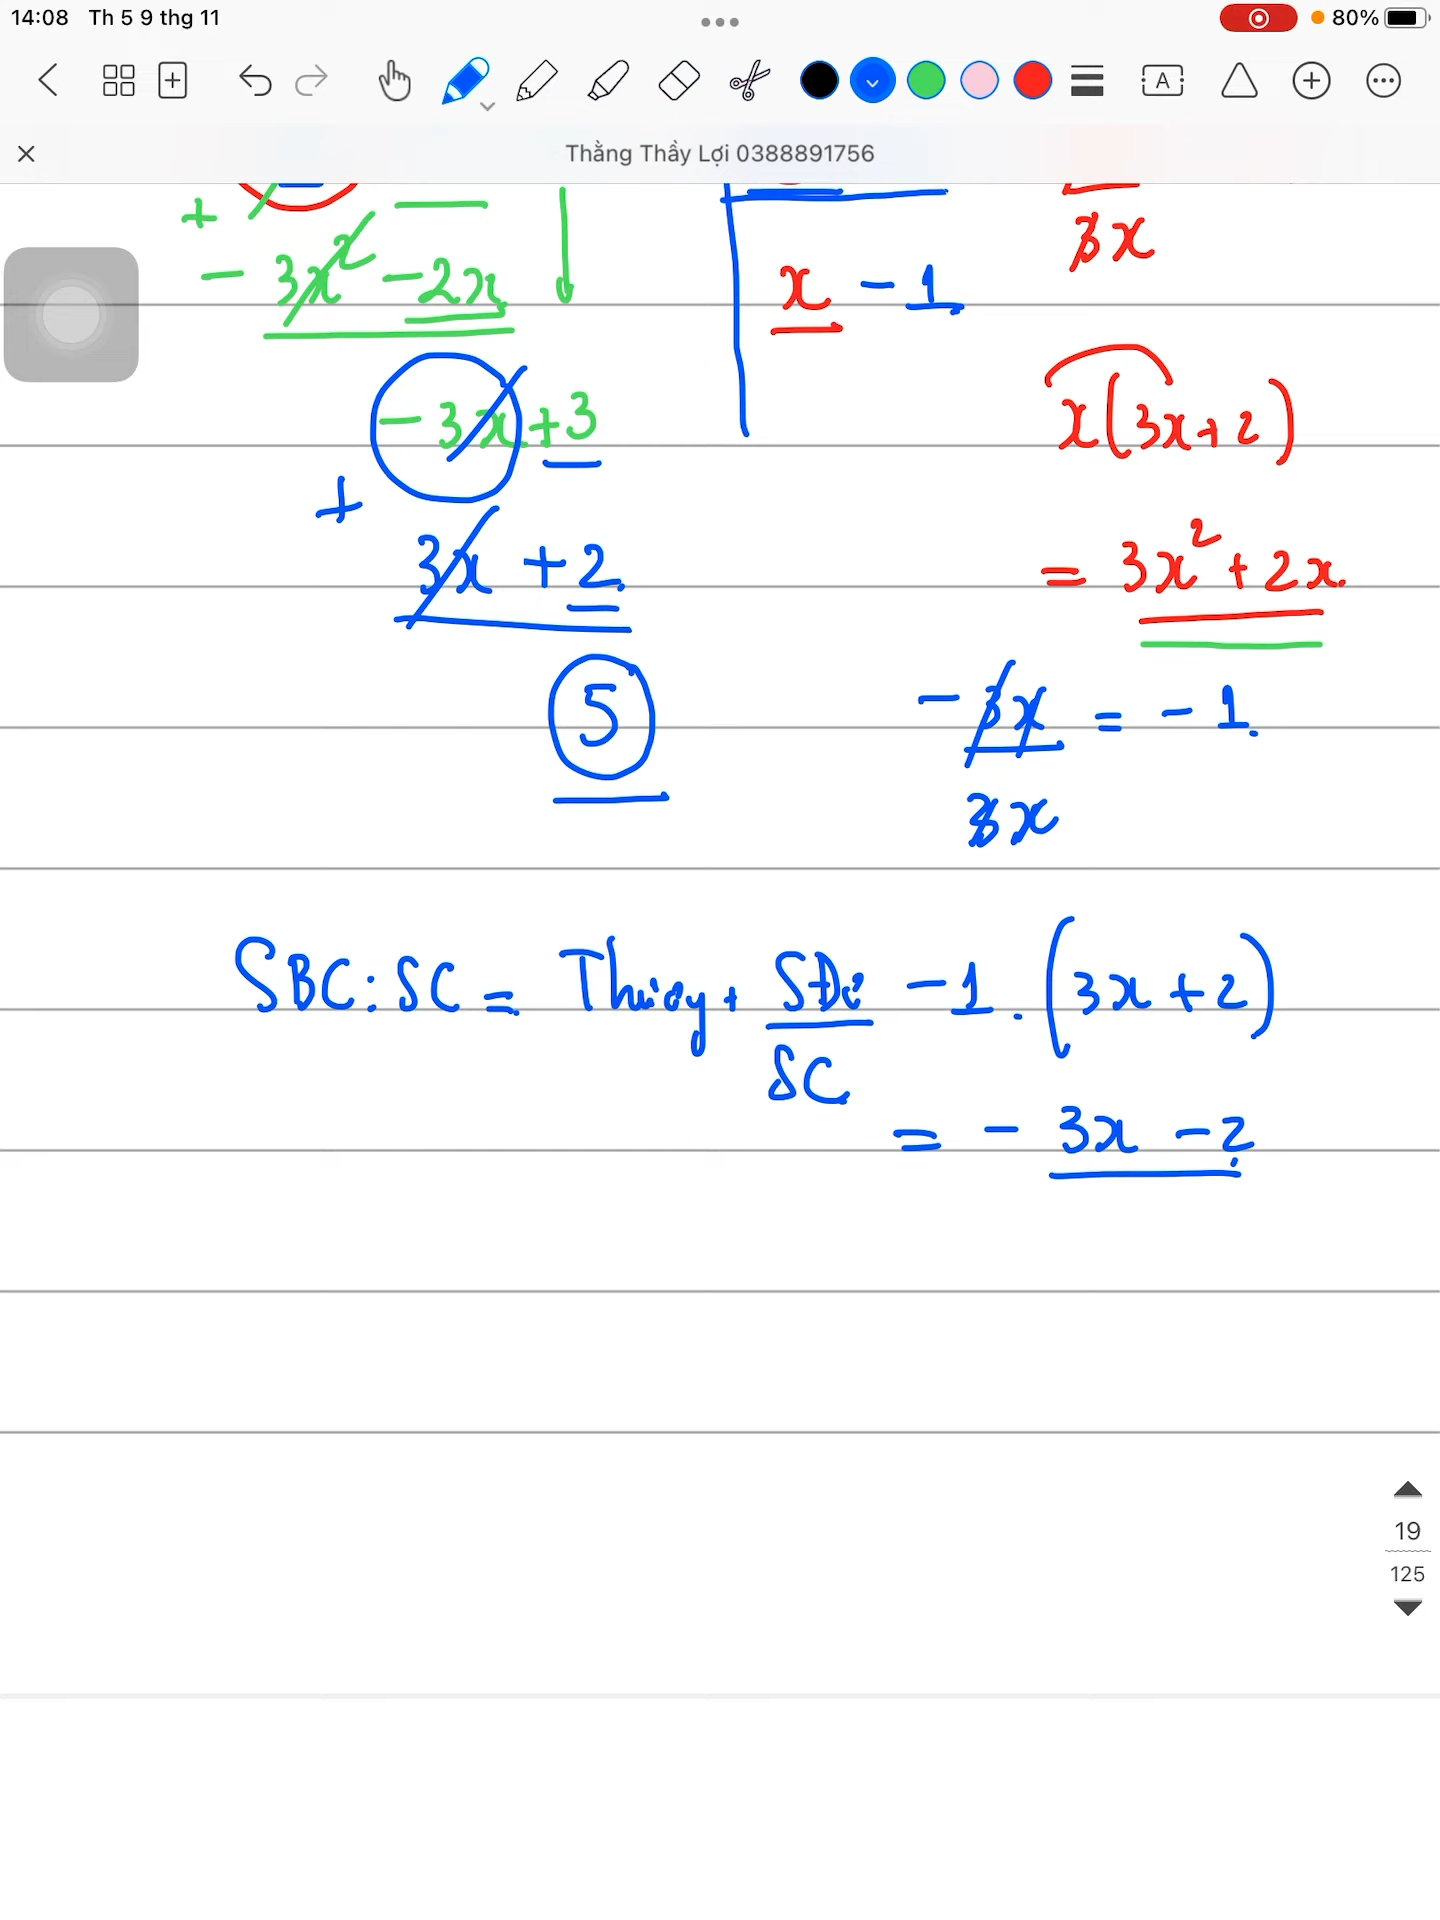 14:08 Th 5 9 thg 11 80%
A
Thằng Thầy Lợi 0388891756
+
- 3x² - 2x
3x
x - 1
-3x + 3
x(3x+2)
+
3x + 2
= 3x² + 2x.
5
-3x = -1.
3x
SBC:SC = Thương + SDư - 1.(3x+2)
SC
= - 3x - 2
19
125